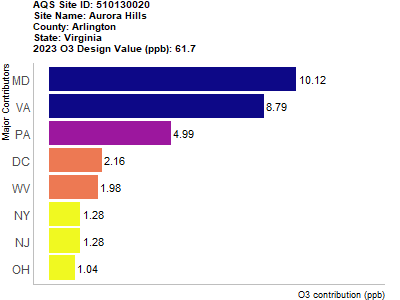 AQS Site ID: 510130020
Site Name: Aurora Hills
County: Arlington
State: Virginia
2023 O3 Design Value (ppb): 61.7
Major Contributors
MD 10.12
VA 8.79
PA 4.99
DC 2.16
WV 1.98
NY 1.28
NJ 1.28
OH 1.04
O3 contribution (ppb)